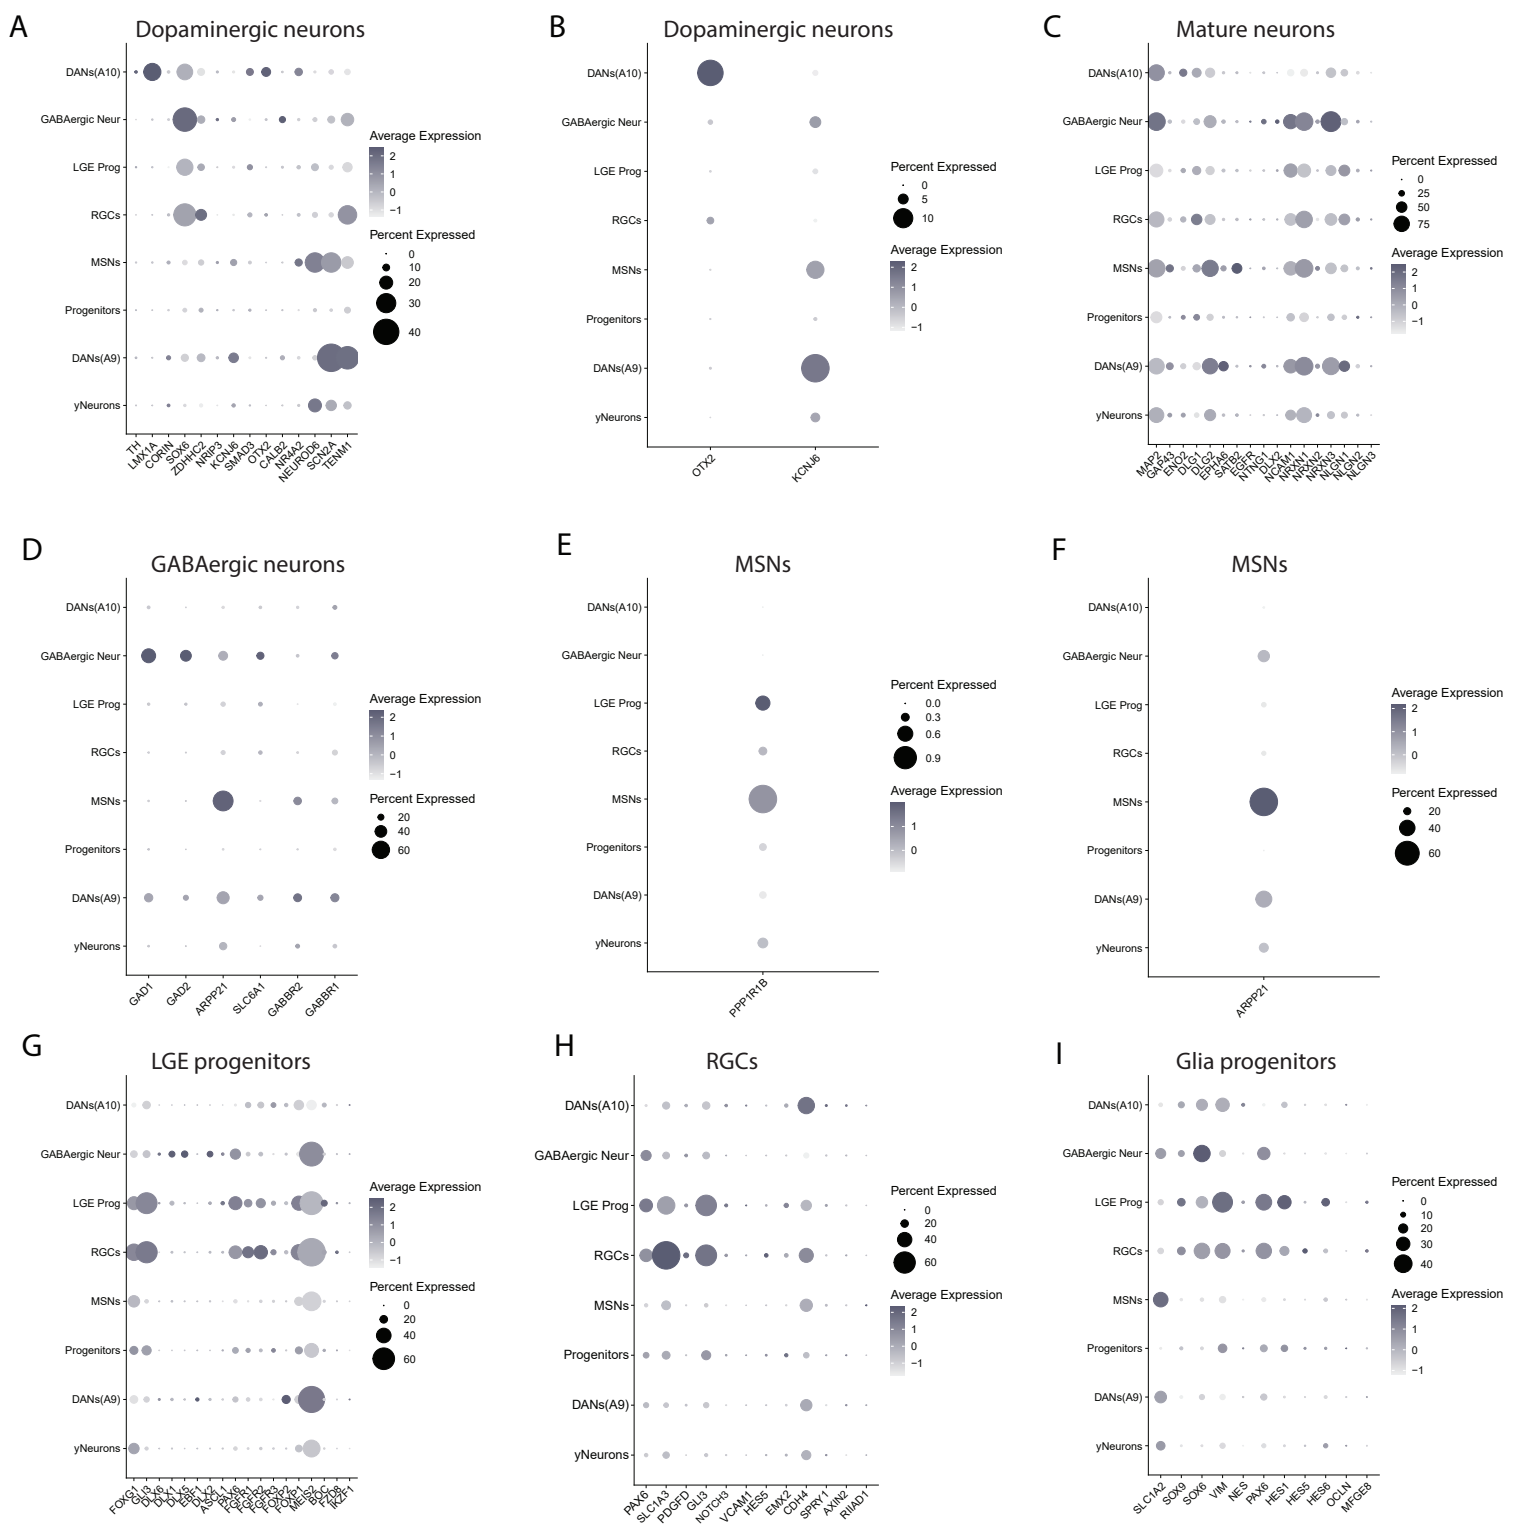 A
Dopaminergic neurons
DANs(A10)
GABAergic Neur
LGE Prog
RGCs
MSNs
Progenitors
DANs(A9)
yNeurons
TH
LMX1A
CORIN
SOX6
ZDHHC2
NRIP3
KCNJ6
SMAD3
OTX2
CALB2
NR4A2
NEUROD6
SCN2A
TENM1
Average Expression
2
1
0
−1
Percent Expressed
0
10
20
30
40
B
Dopaminergic neurons
DANs(A10)
GABAergic Neur
LGE Prog
RGCs
MSNs
Progenitors
DANs(A9)
yNeurons
OTX2
KCNJ6
Percent Expressed
0
5
10
Average Expression
2
1
0
−1
C
Mature neurons
DANs(A10)
GABAergic Neur
LGE Prog
RGCs
MSNs
Progenitors
DANs(A9)
yNeurons
MAP2
GAP43
ENO2
DLG1
DLG2
EPHA6
SATB2
EGFR
NTNG1
DLX2
NCAM1
NRXN1
NRXN2
NRXN3
NLGN1
NLGN2
NLGN3
Percent Expressed
0
25
50
75
Average Expression
2
1
0
−1
D
GABAergic neurons
DANs(A10)
GABAergic Neur
LGE Prog
RGCs
MSNs
Progenitors
DANs(A9)
yNeurons
GAD1
GAD2
ARPP21
SLC6A1
GABBR2
GABBR1
Average Expression
2
1
0
−1
Percent Expressed
20
40
60
E
MSNs
DANs(A10)
GABAergic Neur
LGE Prog
RGCs
MSNs
Progenitors
DANs(A9)
yNeurons
PPP1R1B
Percent Expressed
0.0
0.3
0.6
0.9
Average Expression
1
0
F
MSNs
DANs(A10)
GABAergic Neur
LGE Prog
RGCs
MSNs
Progenitors
DANs(A9)
yNeurons
ARPP21
Average Expression
2
1
0
Percent Expressed
20
40
60
G
LGE progenitors
DANs(A10)
GABAergic Neur
LGE Prog
RGCs
MSNs
Progenitors
DANs(A9)
yNeurons
FOXG1
GLI3
DLX6
DLX1
DLX5
EBF1
DLX2
ASCL1
PAX6
FGFR1
FGFR2
FGFR3
FOXP2
FOXP1
MEIS2
BOC
FZD8
IKZF1
Average Expression
2
1
0
−1
Percent Expressed
0
20
40
60
H
RGCs
DANs(A10)
GABAergic Neur
LGE Prog
RGCs
MSNs
Progenitors
DANs(A9)
yNeurons
PAX6
SLC1A3
PDGFD
GLI3
NOTCH3
VCAM1
HES5
EMX2
CDH4
SPRY1
AXIN2
RIIAD1
Percent Expressed
0
20
40
60
Average Expression
2
1
0
−1
I
Glia progenitors
DANs(A10)
GABAergic Neur
LGE Prog
RGCs
MSNs
Progenitors
DANs(A9)
yNeurons
SLC1A2
SOX9
SOX6
VIM
NES
PAX6
HES1
HES5
HES6
OCLN
MFGE8
Percent Expressed
0
10
20
30
40
Average Expression
2
1
0
−1